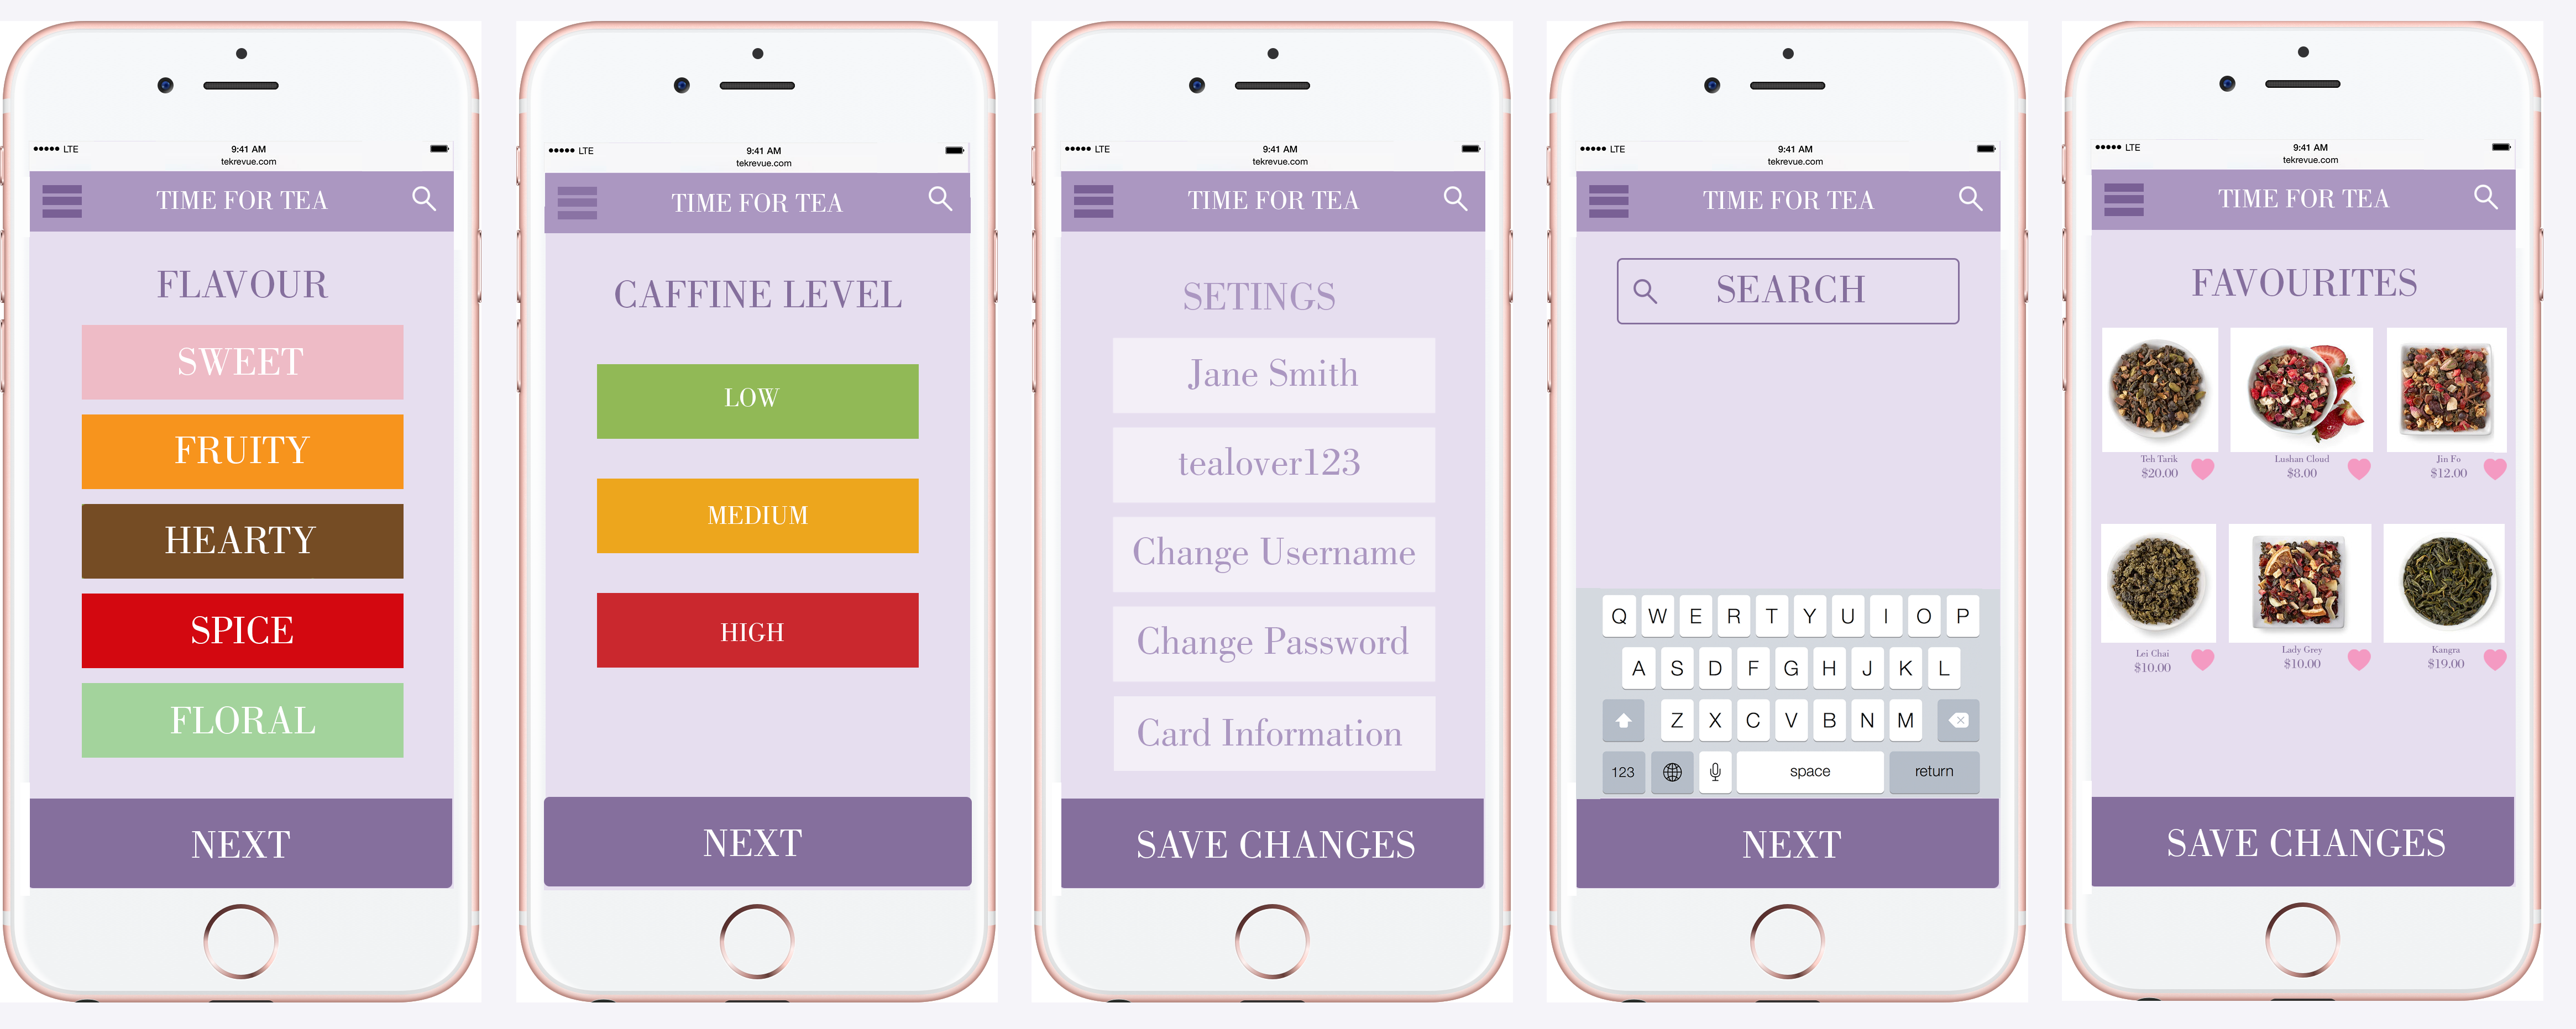 ●●●●● LTE 9:41 AM
tekrevue.com
TIME FOR TEA
FLAVOUR
SWEET
FRUITY
HEARTY
SPICE
FLORAL
NEXT
●●●●● LTE 9:41 AM
tekrevue.com
TIME FOR TEA
CAFFINE LEVEL
LOW
MEDIUM
HIGH
NEXT
●●●●● LTE 9:41 AM
tekrevue.com
TIME FOR TEA
SETINGS
Jane Smith
tealover123
Change Username
Change Password
Card Information
SAVE CHANGES
●●●●● LTE 9:41 AM
tekrevue.com
TIME FOR TEA
SEARCH
Q W E R T Y U I O P
A S D F G H J K L
Z X C V B N M
123 space return
NEXT
●●●●● LTE 9:41 AM
tekrevue.com
TIME FOR TEA
FAVOURITES
Teh Tarik Lushan Cloud Jin Fo
$20.00 $8.00 $12.00
Lei Chai Lady Grey Kangra
$10.00 $10.00 $19.00
SAVE CHANGES